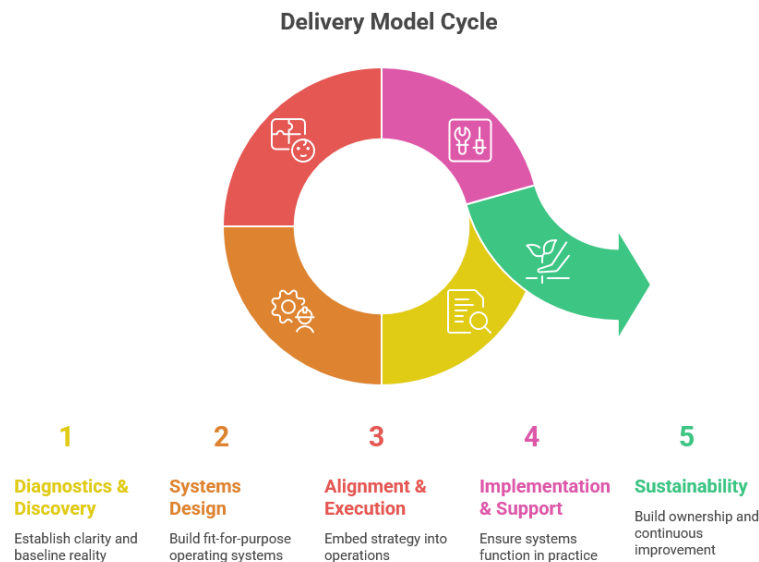 Delivery Model Cycle
1
Diagnostics &
Discovery
Establish clarity and
baseline reality
2
Systems
Design
Build fit-for-purpose
operating systems
3
Alignment &
Execution
Embed strategy into
operations
4
Implementation
& Support
Ensure systems
function in practice
5
Sustainability
Build ownership and
continuous
improvement